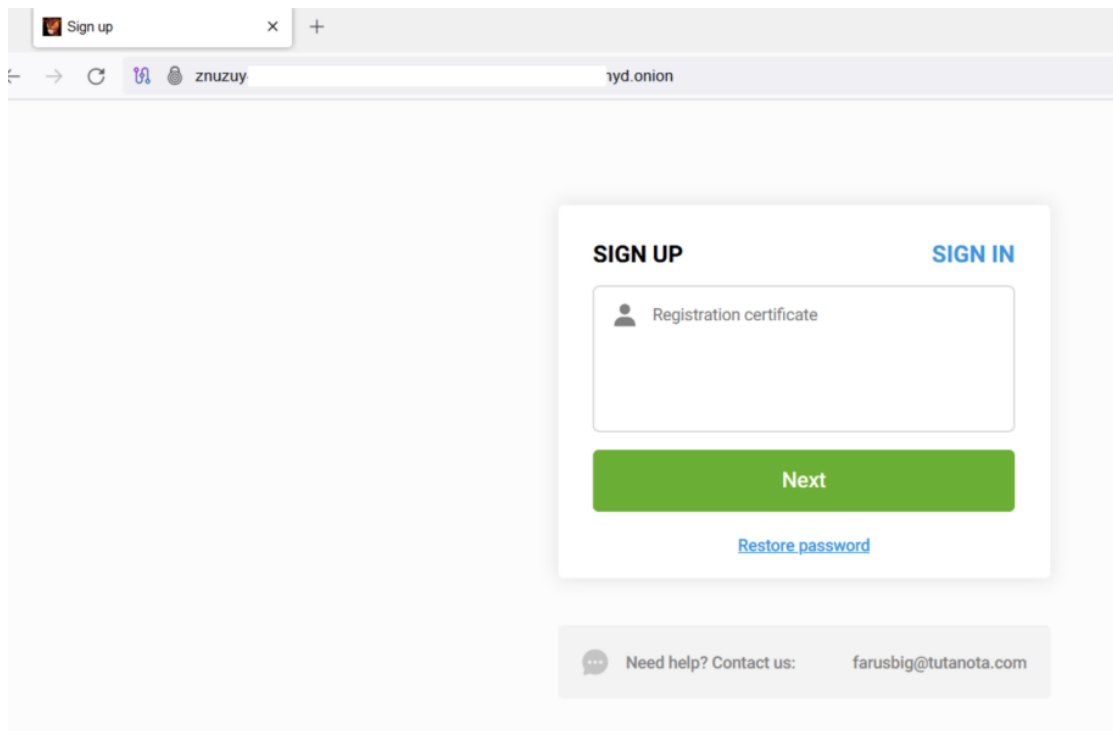 Sign up
znuzuy nyd.onion
SIGN UP SIGN IN
Registration certificate
Next
Restore password
Need help? Contact us: farusbig@tutanota.com